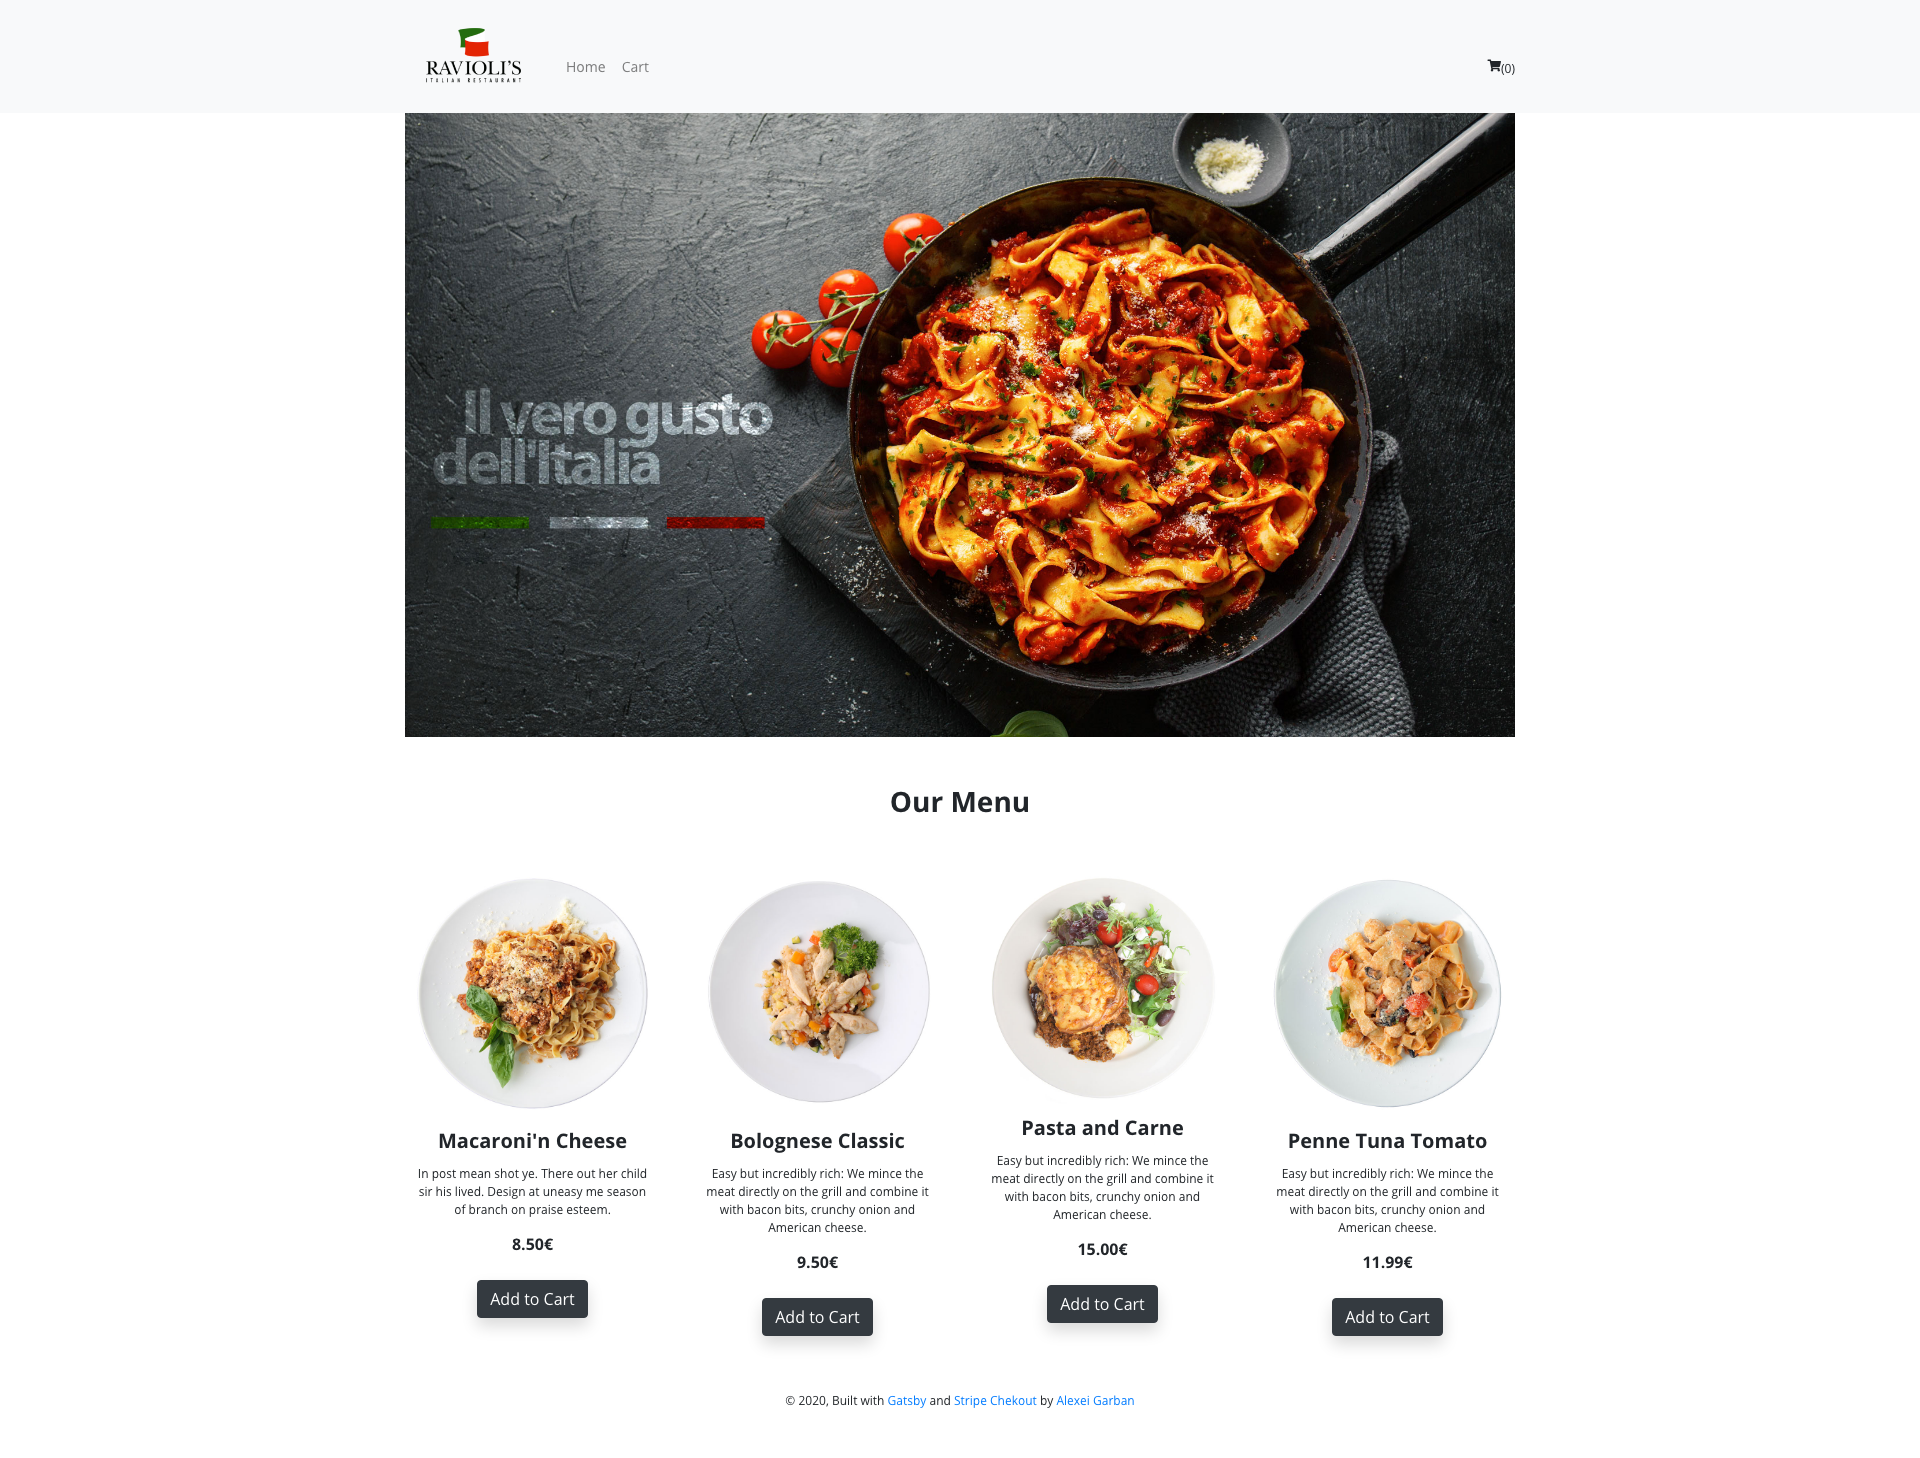 RAVIOLI'S
ITALIAN RESTAURANT
Home Cart
(0)
Il vero gusto
dell'Italia
Our Menu
Macaroni'n Cheese
In post mean shot ye. There out her child
sir his lived. Design at uneasy me season
of branch on praise esteem.
8.50€
Add to Cart
Bolognese Classic
Easy but incredibly rich: We mince the
meat directly on the grill and combine it
with bacon bits, crunchy onion and
American cheese.
9.50€
Add to Cart
Pasta and Carne
Easy but incredibly rich: We mince the
meat directly on the grill and combine it
with bacon bits, crunchy onion and
American cheese.
15.00€
Add to Cart
Penne Tuna Tomato
Easy but incredibly rich: We mince the
meat directly on the grill and combine it
with bacon bits, crunchy onion and
American cheese.
11.99€
Add to Cart
© 2020, Built with Gatsby and Stripe Chekout by Alexei Garban